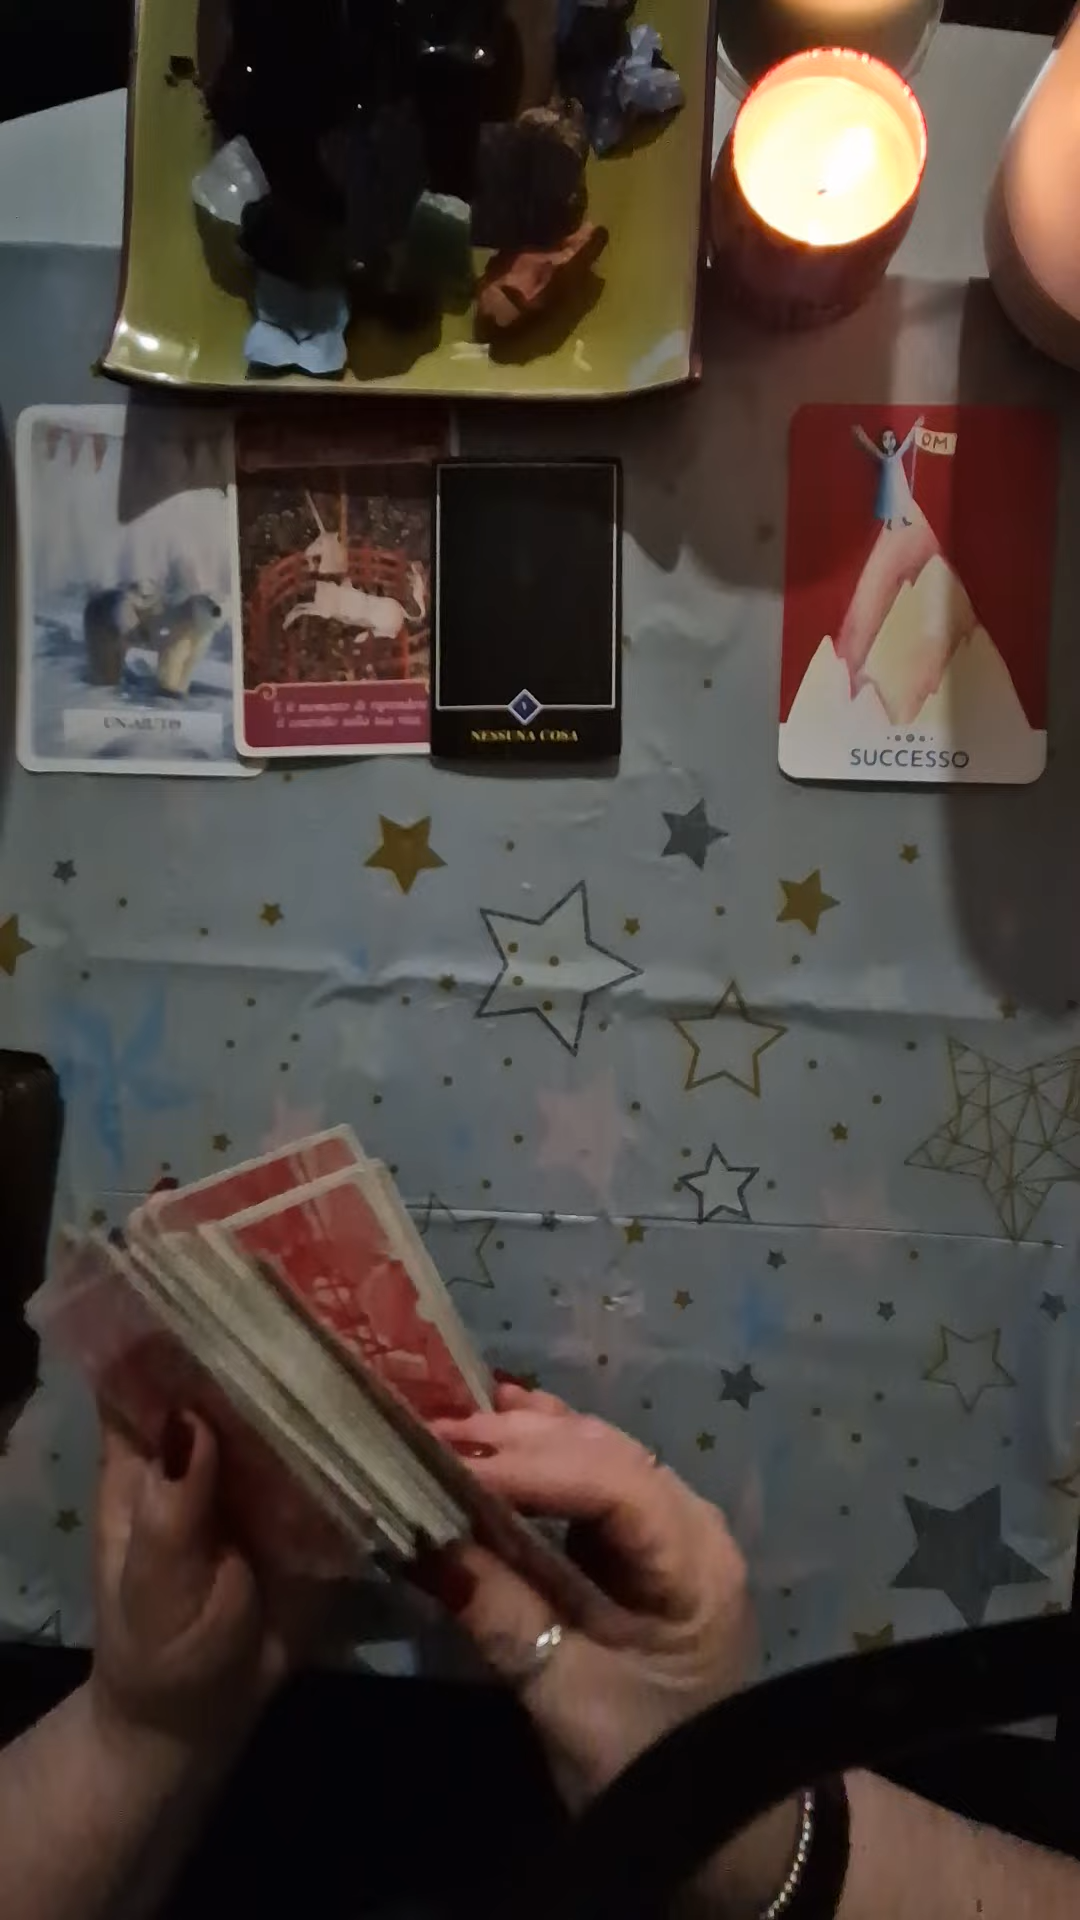 UN AIUTO
È il momento di riprendere
il controllo sulla tua vita.
NESSUNA COSA
OM
SUCCESSO